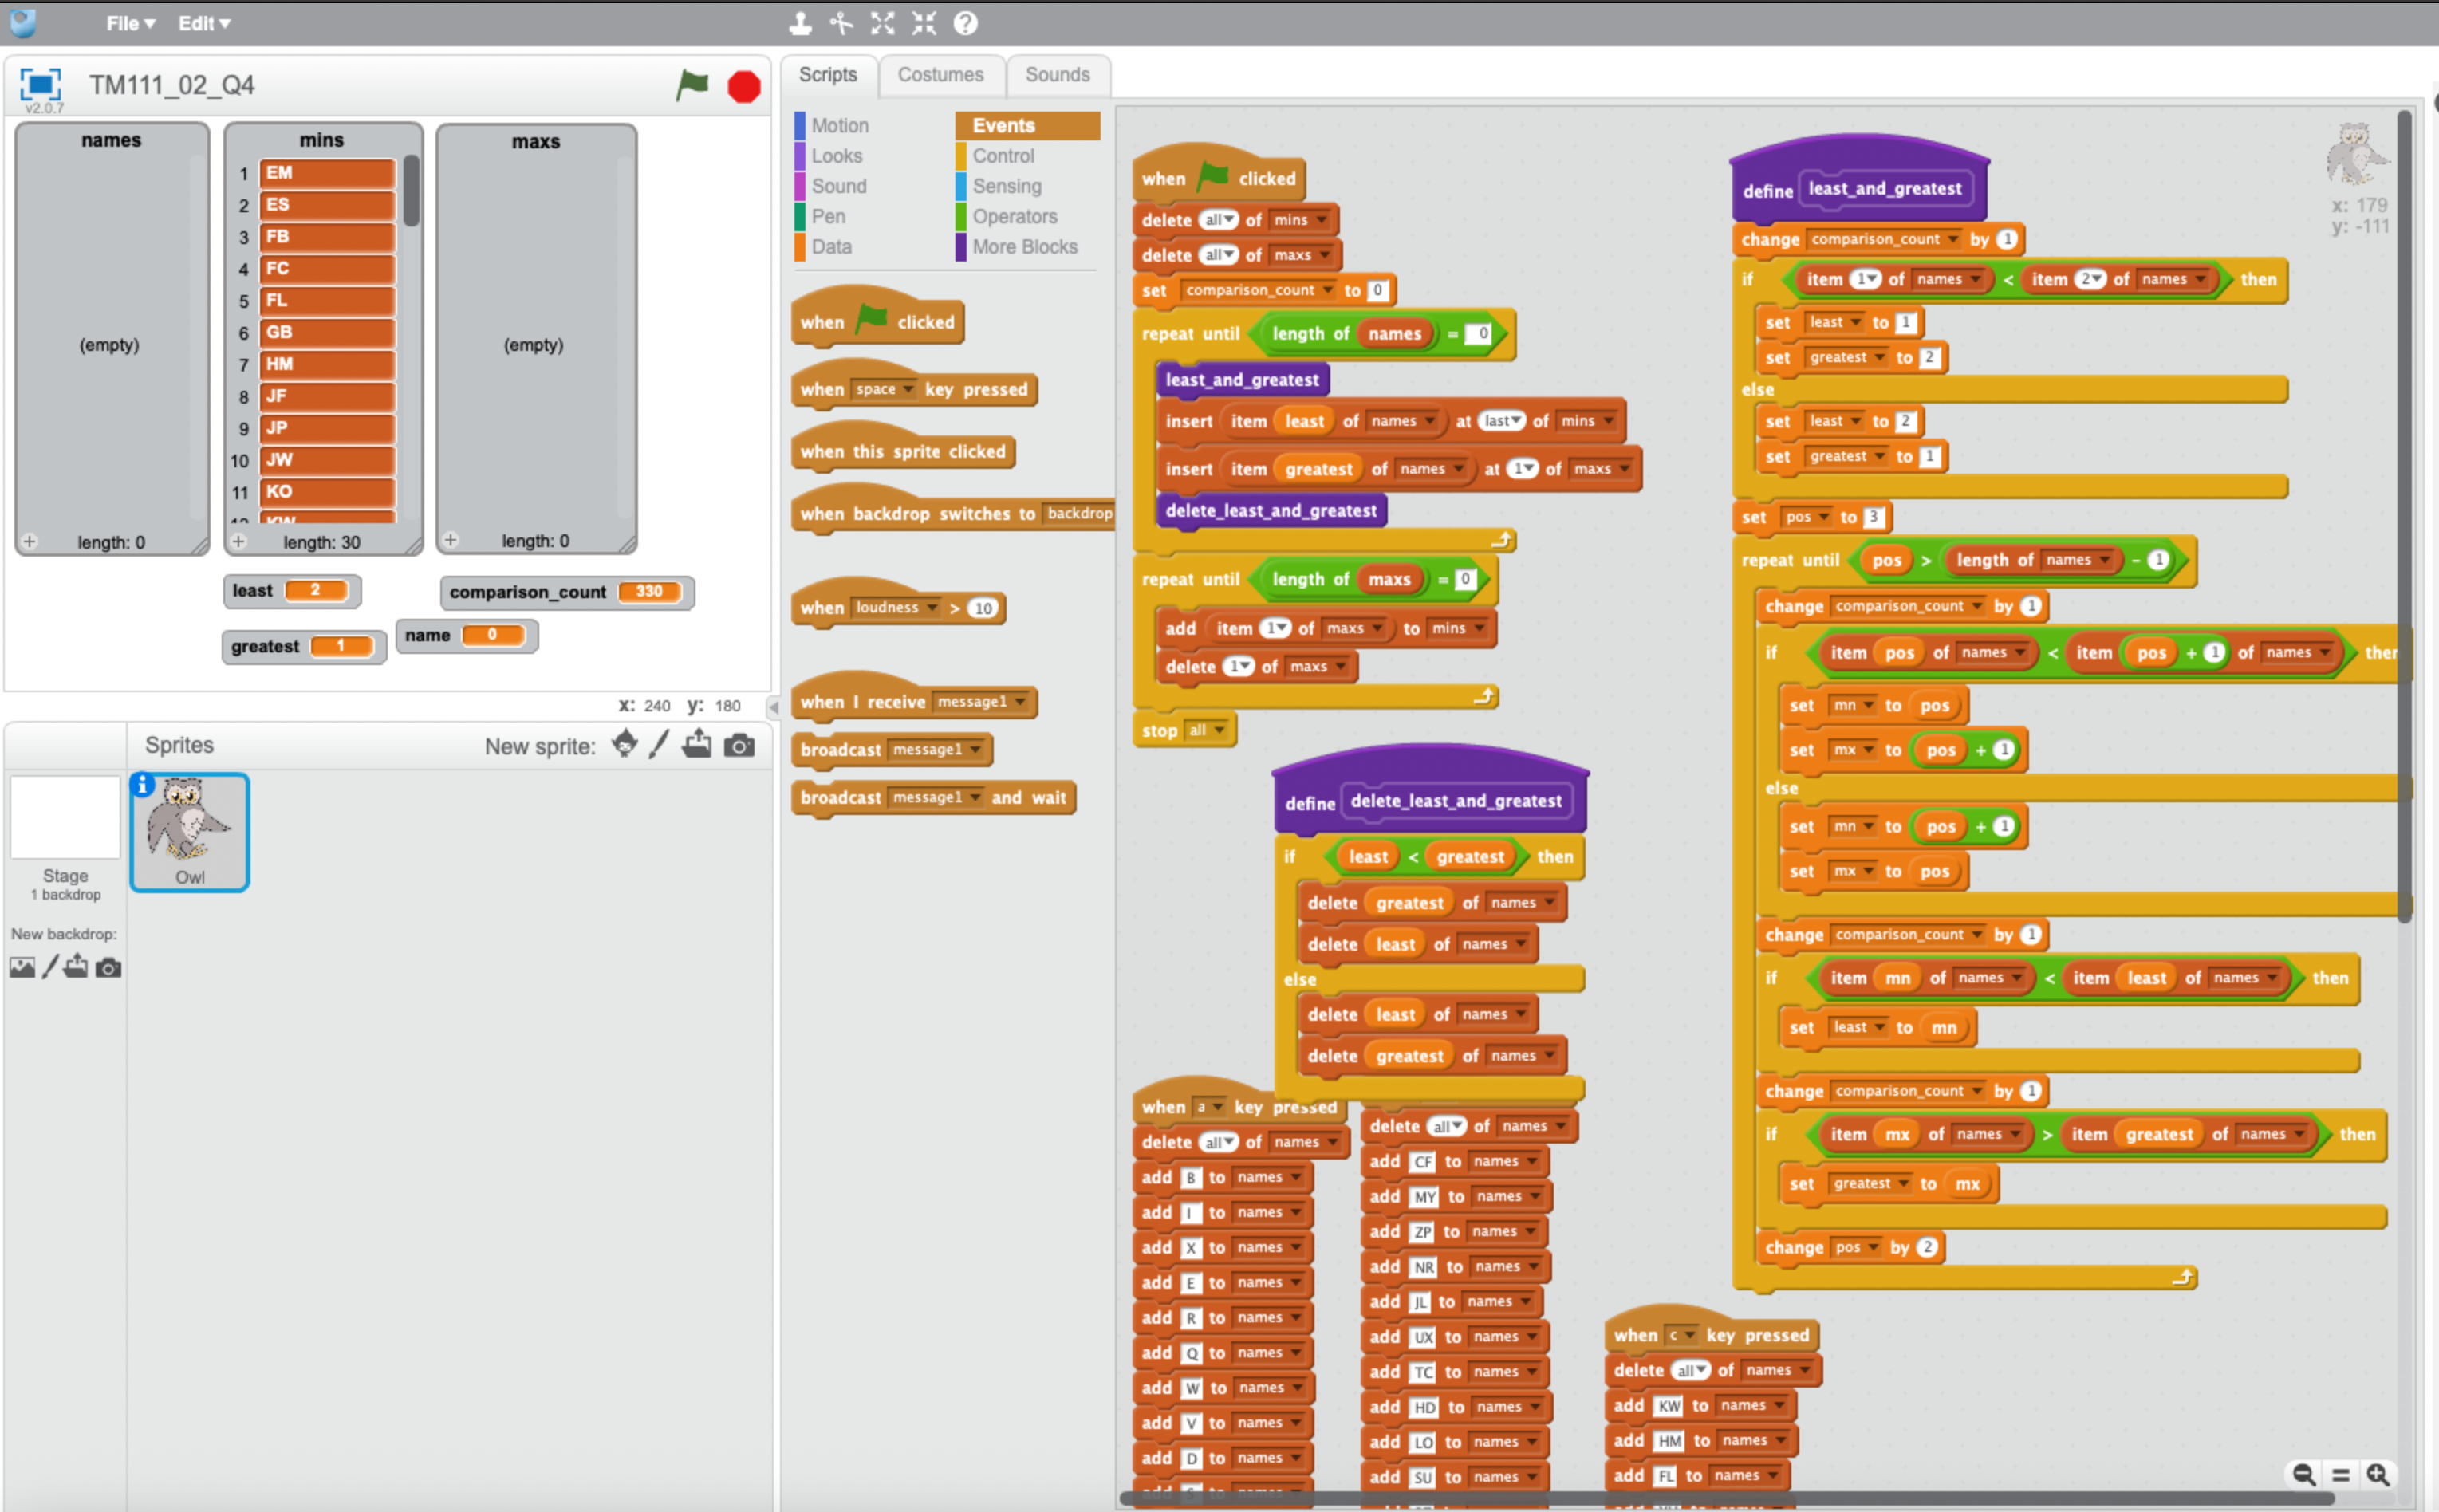 File Edit
TM111_02_Q4
v2.0.7
names
(empty)
+ length: 0
mins
1 EM
2 ES
3 FB
4 FC
5 FL
6 GB
7 HM
8 JF
9 JP
10 JW
11 KO
12 KW
+ length: 30
maxs
(empty)
+ length: 0
least 2
comparison_count 330
greatest 1
name 0
x: 240 y: 180
Sprites
New sprite:
Stage
1 backdrop
New backdrop:
Owl
Scripts Costumes Sounds
Motion Events
Looks Control
Sound Sensing
Pen Operators
Data More Blocks
when clicked
when space key pressed
when this sprite clicked
when backdrop switches to backdrop
when loudness > 10
when I receive message1
broadcast message1
broadcast message1 and wait
when clicked
delete all of mins
delete all of maxs
set comparison_count to 0
repeat until length of names = 0
least_and_greatest
insert item least of names at last of mins
insert item greatest of names at 1 of maxs
delete_least_and_greatest
repeat until length of maxs = 0
add item 1 of maxs to mins
delete 1 of maxs
stop all
define delete_least_and_greatest
if least < greatest then
delete greatest of names
delete least of names
else
delete least of names
delete greatest of names
when a key pressed
delete all of names
add B to names
add I to names
add X to names
add E to names
add R to names
add Q to names
add W to names
add V to names
add D to names
delete all of names
add CF to names
add MY to names
add ZP to names
add NR to names
add JL to names
add UX to names
add TC to names
add HD to names
add LO to names
add SU to names
define least_and_greatest
change comparison_count by 1
if item 1 of names < item 2 of names then
set least to 1
set greatest to 2
else
set least to 2
set greatest to 1
set pos to 3
repeat until pos > length of names - 1
change comparison_count by 1
if item pos of names < item pos + 1 of names then
set mn to pos
set mx to pos + 1
else
set mn to pos + 1
set mx to pos
change comparison_count by 1
if item mn of names < item least of names then
set least to mn
change comparison_count by 1
if item mx of names > item greatest of names then
set greatest to mx
change pos by 2
when c key pressed
delete all of names
add KW to names
add HM to names
add FL to names
x: 179
y: -111